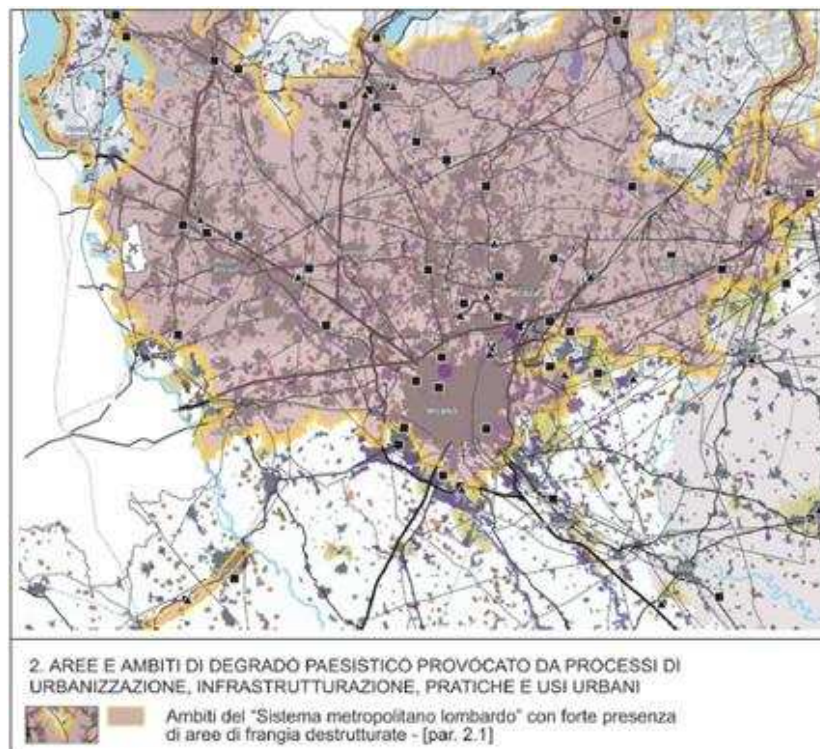 MILANO
2. AREE E AMBITI DI DEGRADO PAESISTICO PROVOCATO DA PROCESSI DI
URBANIZZAZIONE, INFRASTRUTTURAZIONE, PRATICHE E USI URBANI
Ambiti del "Sistema metropolitano lombardo" con forte presenza
di aree di frangia destrutturate - [par. 2.1]